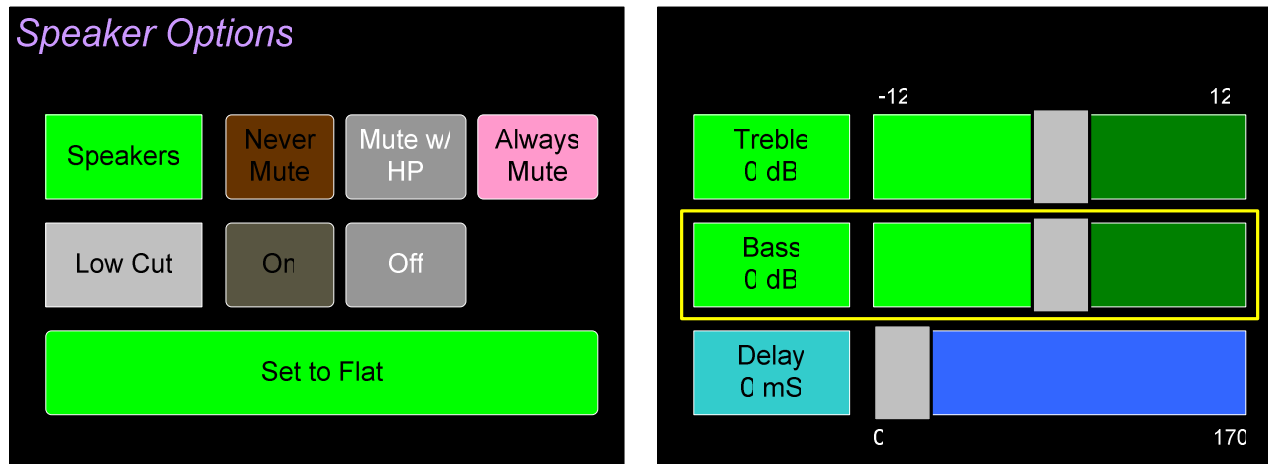 Speaker Options
Speakers
Never
Mute
Mute w/
HP
Always
Mute
Low Cut
On
Off
Set to Flat
-12 12
Treble
0 dB
Bass
0 dB
Delay
0 mS
0 170